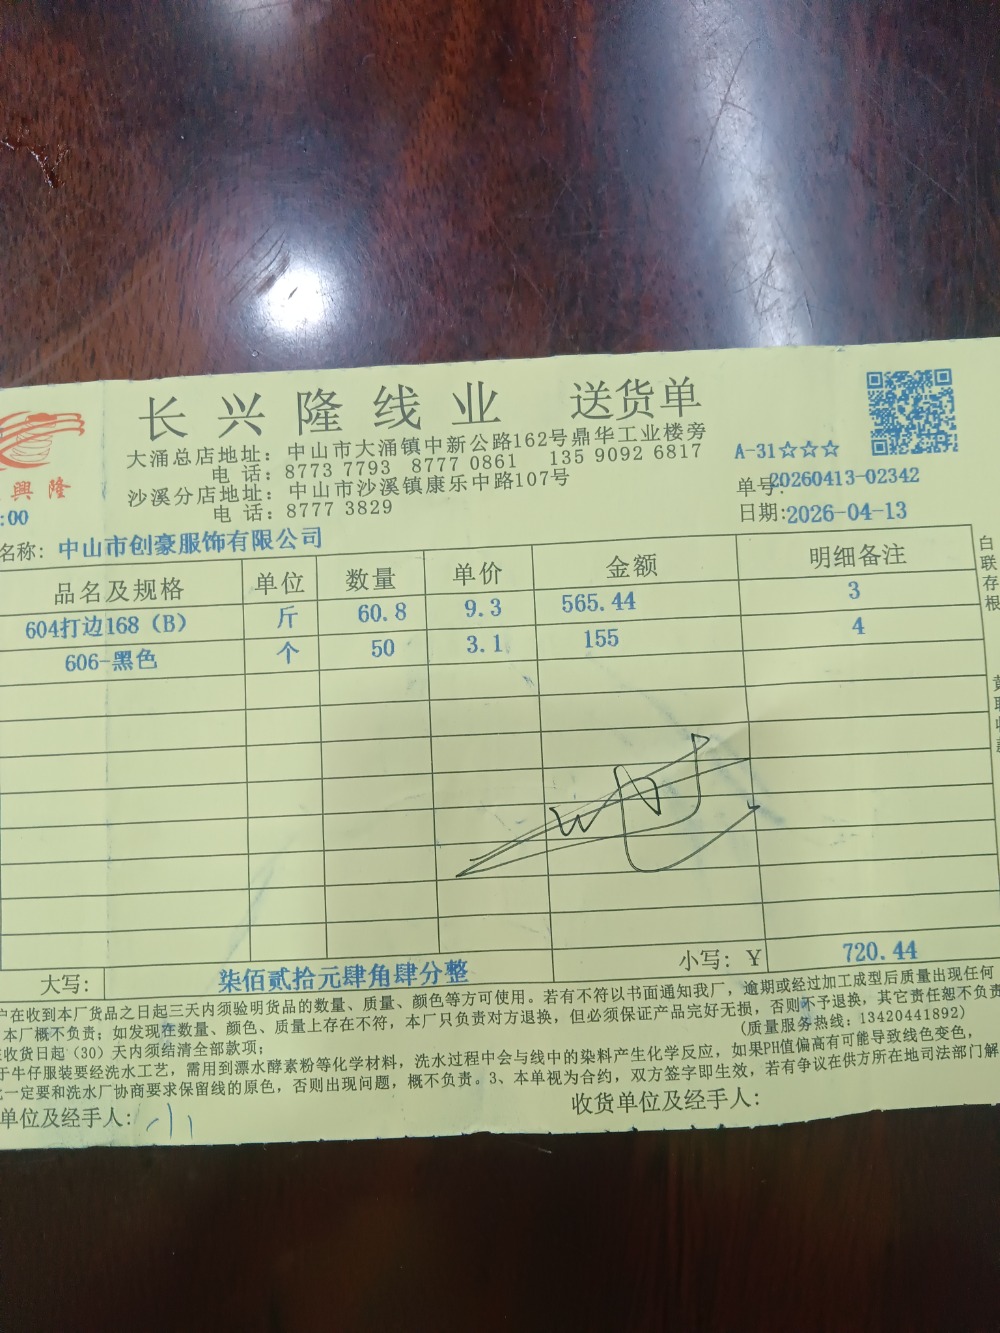 长兴隆线业 送货单
興隆
大涌总店地址：中山市大涌镇中新公路162号鼎华工业楼旁
电 话：8773 7793 8777 0861 135 9092 6817
沙溪分店地址：中山市沙溪镇康乐中路107号
电 话：8777 3829
A-31☆☆☆
单号:20260413-02342
日期:2026-04-13
:00
名称: 中山市创豪服饰有限公司
品名及规格 单位 数量 单价 金额 明细备注
604打边168（B） 斤 60.8 9.3 565.44 3
606-黑色 个 50 3.1 155 4
大写: 柒佰贰拾元肆角肆分整 小写: ¥ 720.44
户在收到本厂货品之日起三天内须验明货品的数量、质量、颜色等方可使用。若有不符以书面通知我厂，逾期或经过加工成型后质量出现任何
本厂概不负责；如发现在数量、颜色、质量上存在不符，本厂只负责对方退换，但必须保证产品完好无损，否则不予退换，其它责任恕不负责
收货日起（30）天内须结清全部款项； (质量服务热线: 13420441892)
于牛仔服装要经洗水工艺，需用到漂水酵素粉等化学材料，洗水过程中会与线中的染料产生化学反应，如果PH值偏高有可能导致线色变色，
一定要和洗水厂协商要求保留线的原色，否则出现问题，概不负责。3、本单视为合约，双方签字即生效，若有争议在供方所在地司法部门解
单位及经手人: 收货单位及经手人:
白联存根
黄联收